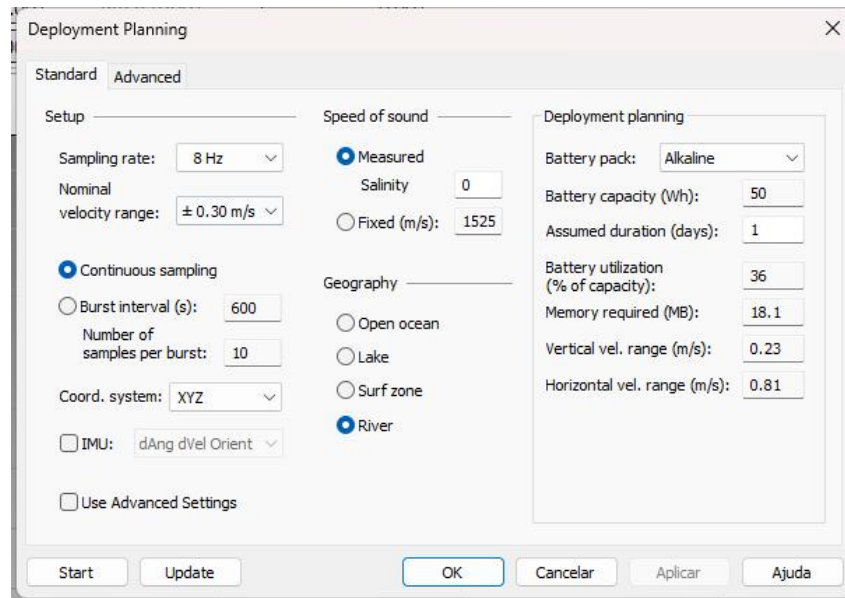 Deployment Planning
Standard
Advanced
Setup
Sampling rate: 8 Hz
Nominal
velocity range: ± 0.30 m/s
Continuous sampling
Burst interval (s): 600
Number of
samples per burst: 10
Coord. system: XYZ
IMU: dAng dVel Orient
Use Advanced Settings
Speed of sound
Measured
Salinity 0
Fixed (m/s): 1525
Geography
Open ocean
Lake
Surf zone
River
Deployment planning
Battery pack: Alkaline
Battery capacity (Wh): 50
Assumed duration (days): 1
Battery utilization
(% of capacity): 36
Memory required (MB): 18.1
Vertical vel. range (m/s): 0.23
Horizontal vel. range (m/s): 0.81
Start
Update
OK
Cancelar
Aplicar
Ajuda